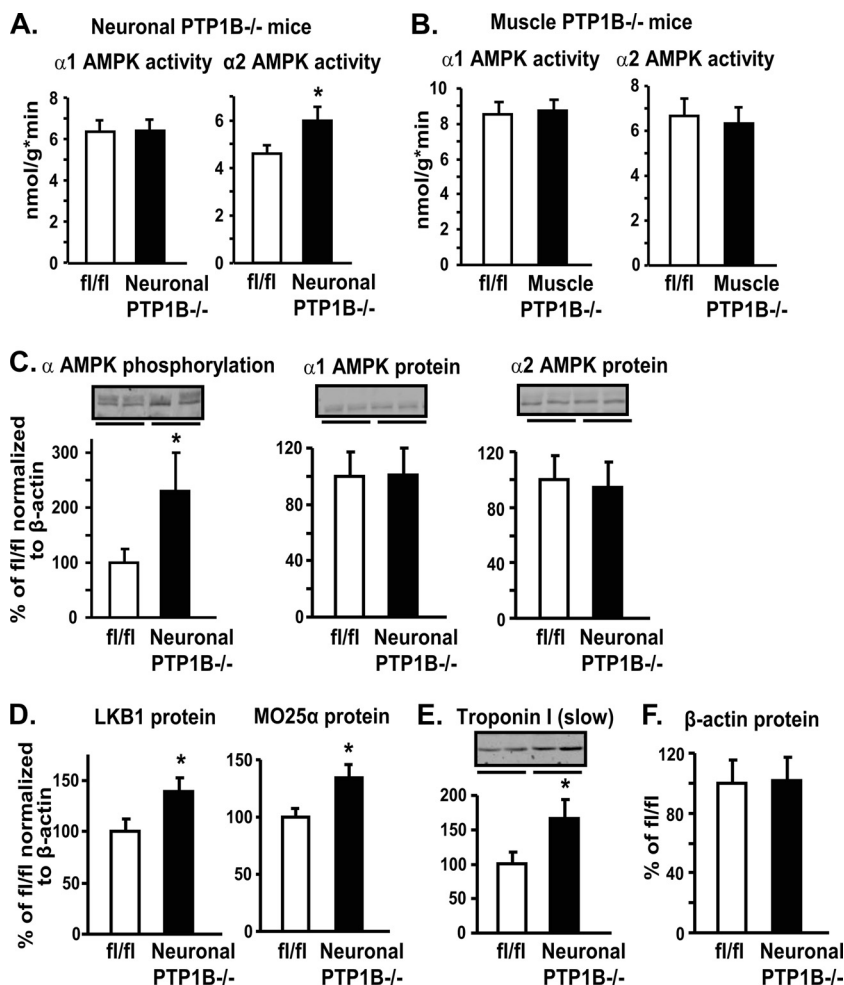 A. Neuronal PTP1B-/- mice
α1 AMPK activity
α2 AMPK activity
nmol/g*min
8
6
4
2
0
fl/fl Neuronal
PTP1B-/-
8
6
4
2
0
*
fl/fl Neuronal
PTP1B-/-
B. Muscle PTP1B-/- mice
α1 AMPK activity
α2 AMPK activity
nmol/g*min
10
8
6
4
2
0
fl/fl Muscle
PTP1B-/-
8
6
4
2
0
fl/fl Muscle
PTP1B-/-
C. α AMPK phosphorylation
α1 AMPK protein
α2 AMPK protein
% of fl/fl normalized
to β-actin
300
200
100
0
*
fl/fl Neuronal
PTP1B-/-
120
80
40
0
fl/fl Neuronal
PTP1B-/-
120
80
40
0
fl/fl Neuronal
PTP1B-/-
D.
LKB1 protein
MO25α protein
% of fl/fl normalized
to β-actin
150
100
50
0
*
fl/fl Neuronal
PTP1B-/-
150
100
50
0
*
fl/fl Neuronal
PTP1B-/-
E.
Troponin I (slow)
200
150
100
50
0
*
fl/fl Neuronal
PTP1B-/-
F.
β-actin protein
% of fl/fl
120
80
40
0
fl/fl Neuronal
PTP1B-/-